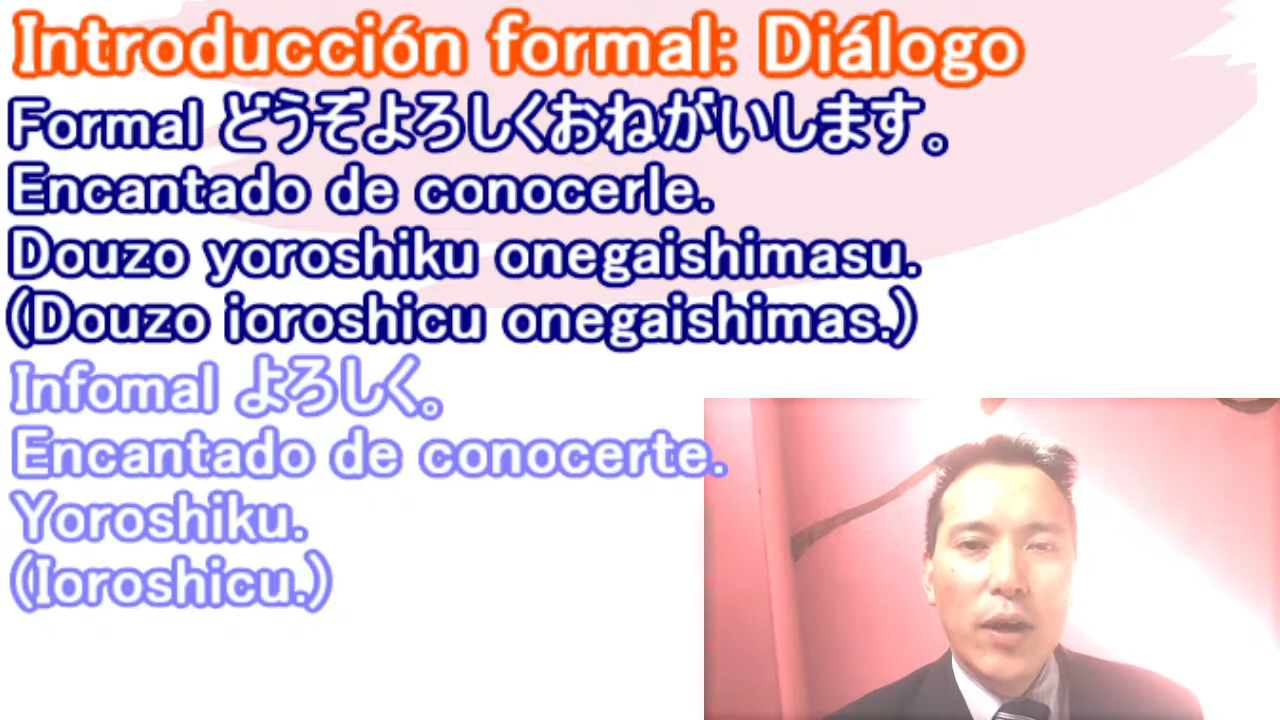 Introducción formal: Diálogo
Formal どうぞよろしくおねがいします。
Encantado de conocerle.
Douzo yoroshiku onegaishimasu.
(Douzo ioroshicu onegaishimas.)
Infomal よろしく。
Encantado de conocerte.
Yoroshiku.
(Ioroshicu.)